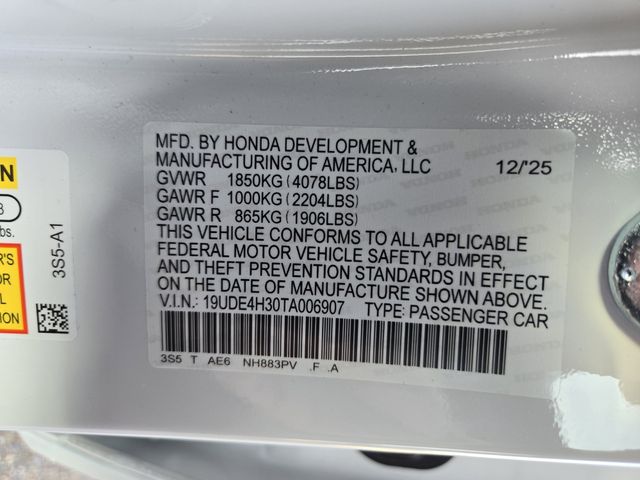 MFD. BY HONDA DEVELOPMENT &
MANUFACTURING OF AMERICA, LLC 12/'25
GVWR 1850KG(4078LBS)
GAWR F 1000KG(2204LBS)
GAWR R 865KG(1906LBS)
THIS VEHICLE CONFORMS TO ALL APPLICABLE
FEDERAL MOTOR VEHICLE SAFETY, BUMPER,
AND THEFT PREVENTION STANDARDS IN EFFECT
ON THE DATE OF MANUFACTURE SHOWN ABOVE.
V.I.N.: 19UDE4H30TA006907 TYPE: PASSENGER CAR
3S5 T AE6 NH883PV .F .A
3S5-A1
lbs.